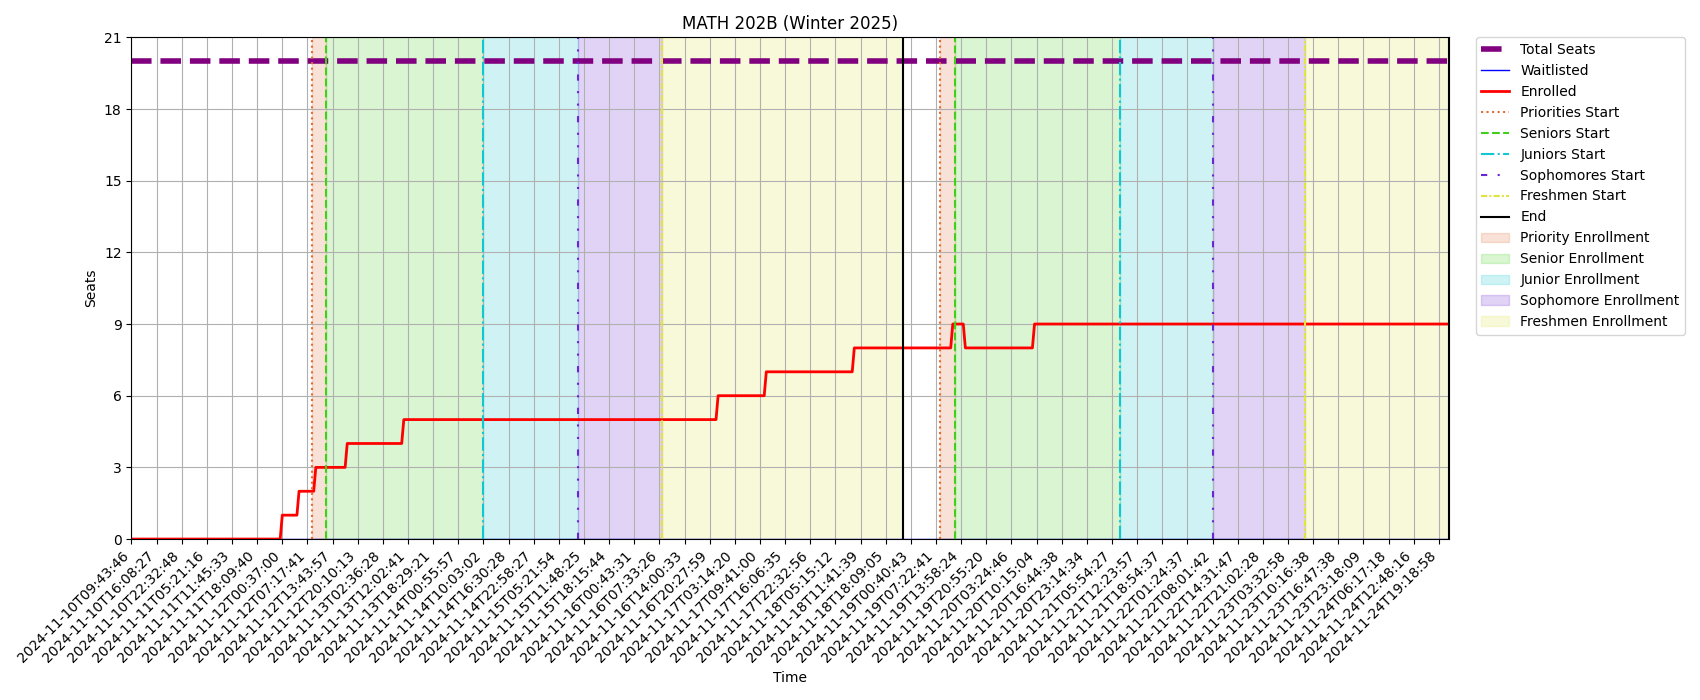 MATH 202B (Winter 2025)
21
18
15
12
9
6
3
0
Seats
2024-11-10T09:43:46
2024-11-10T16:08:27
2024-11-10T22:32:48
2024-11-11T05:21:16
2024-11-11T11:45:33
2024-11-11T18:09:40
2024-11-12T00:37:00
2024-11-12T07:17:41
2024-11-12T13:43:57
2024-11-12T20:10:13
2024-11-13T02:36:28
2024-11-13T12:02:41
2024-11-13T18:29:21
2024-11-14T00:55:57
2024-11-14T10:03:02
2024-11-14T16:30:28
2024-11-14T22:58:27
2024-11-15T05:21:54
2024-11-15T11:48:25
2024-11-15T18:15:44
2024-11-16T00:43:31
2024-11-16T07:33:26
2024-11-16T14:00:33
2024-11-16T20:27:59
2024-11-17T03:14:20
2024-11-17T09:41:00
2024-11-17T16:06:35
2024-11-17T22:32:56
2024-11-18T05:15:12
2024-11-18T11:41:39
2024-11-18T18:09:05
2024-11-19T00:40:43
2024-11-19T07:22:41
2024-11-19T13:58:24
2024-11-19T20:55:20
2024-11-20T03:24:46
2024-11-20T10:15:04
2024-11-20T16:44:38
2024-11-20T23:14:34
2024-11-21T05:54:27
2024-11-21T12:23:57
2024-11-21T18:54:37
2024-11-22T01:24:37
2024-11-22T08:01:42
2024-11-22T14:31:47
2024-11-22T21:02:28
2024-11-23T03:32:58
2024-11-23T10:16:38
2024-11-23T16:47:38
2024-11-23T23:18:09
2024-11-24T06:17:18
2024-11-24T12:48:16
2024-11-24T19:18:58
Time
Total Seats
Waitlisted
Enrolled
Priorities Start
Seniors Start
Juniors Start
Sophomores Start
Freshmen Start
End
Priority Enrollment
Senior Enrollment
Junior Enrollment
Sophomore Enrollment
Freshmen Enrollment